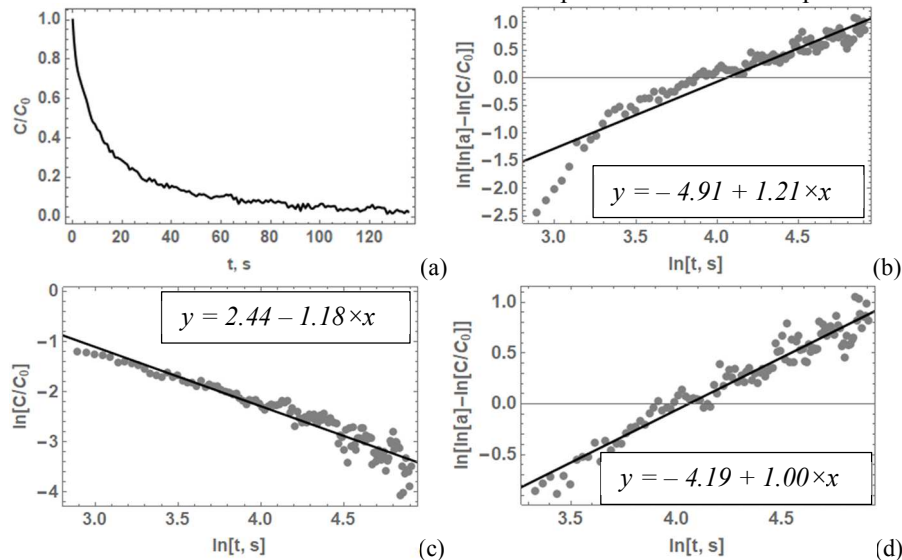 1.0
0.8
0.6
0.4
0.2
0.0
C/C0
0 20 40 60 80 100 120
t, s
(a)
1.0
0.5
0.0
−0.5
−1.0
−1.5
−2.0
−2.5
ln[ln[a]−ln[C/C0]]
y = – 4.91 + 1.21×x
3.0 3.5 4.0 4.5
ln[t, s]
(b)
0
−1
−2
−3
−4
ln[C/C0]
y = 2.44 – 1.18×x
3.0 3.5 4.0 4.5
ln[t, s]
(c)
1.0
0.5
0.0
−0.5
ln[ln[a]−ln[C/C0]]
y = – 4.19 + 1.00×x
3.5 4.0 4.5
ln[t, s]
(d)